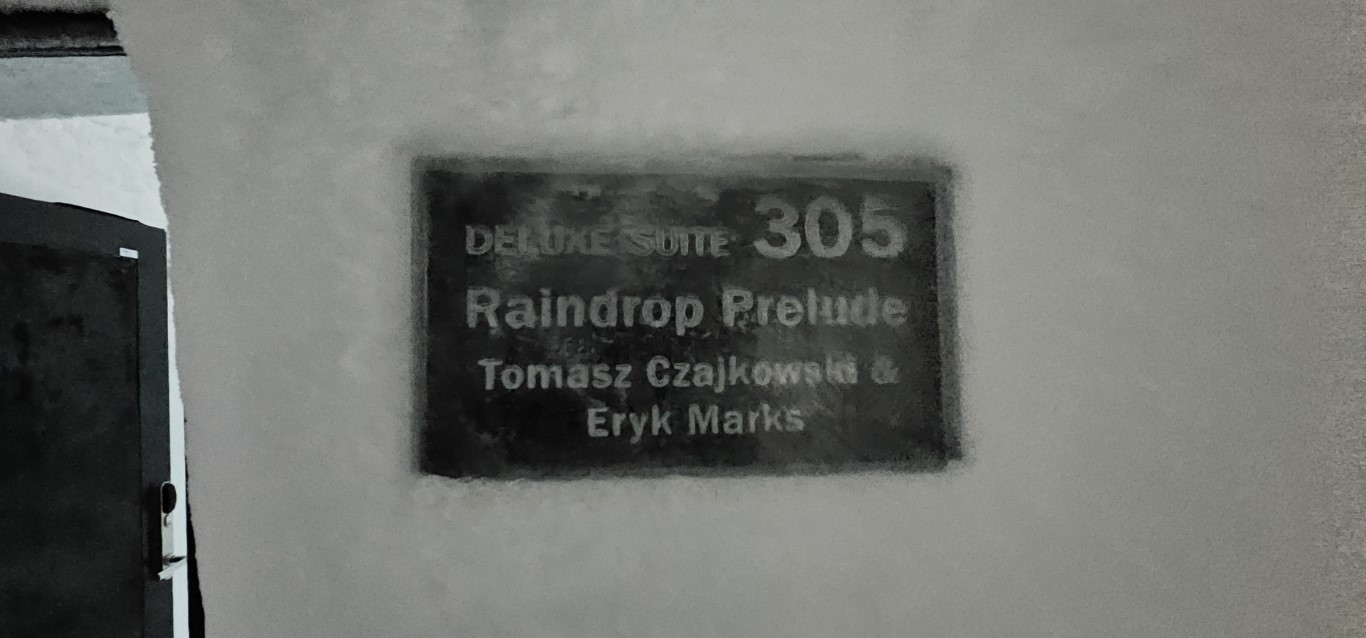 DELUXE SUITE 305
Raindrop Prelude
Tomasz Czajkowski &
Eryk Marks